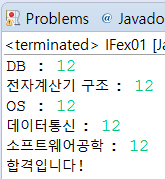 Problems @ Javado
<terminated> IFex01 [Ja
DB : 12
전자계산기 구조 : 12
OS : 12
데이터통신 : 12
소프트웨어공학 : 12
합격입니다!